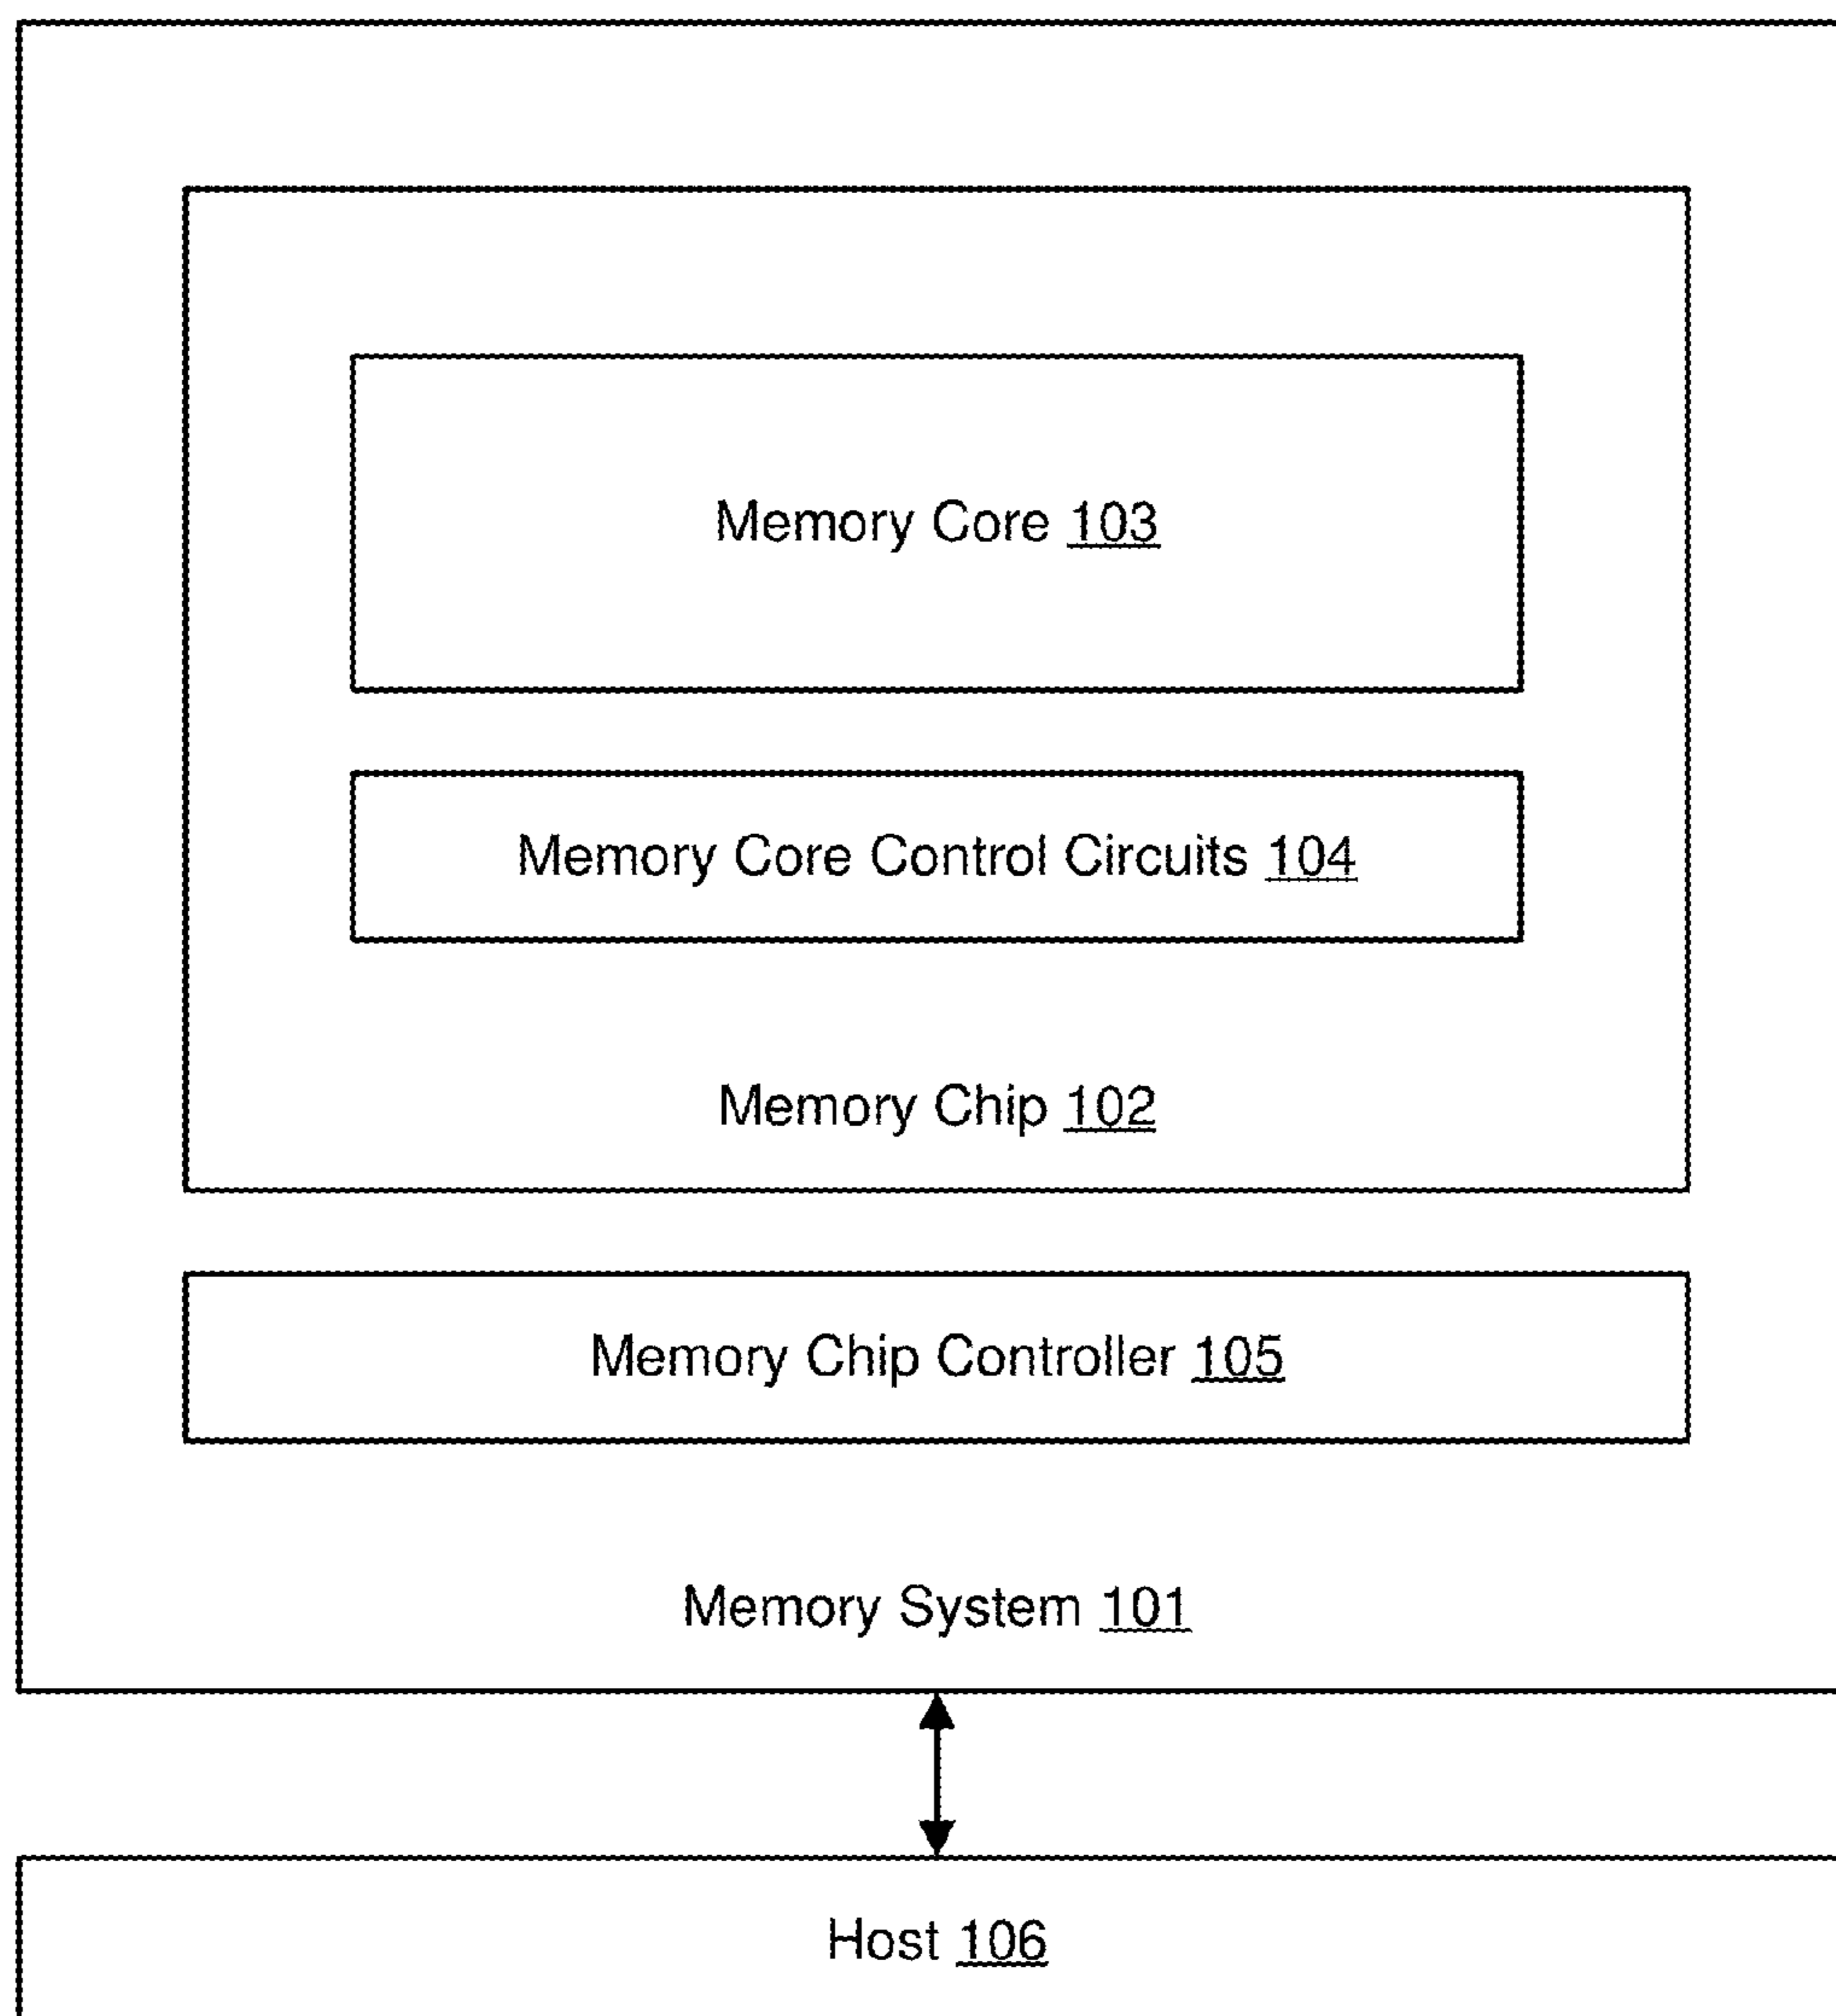 Memory Core 103
Memory Core Control Circuits 104
Memory Chip 102
Memory Chip Controller 105
Memory System 101
Host 106